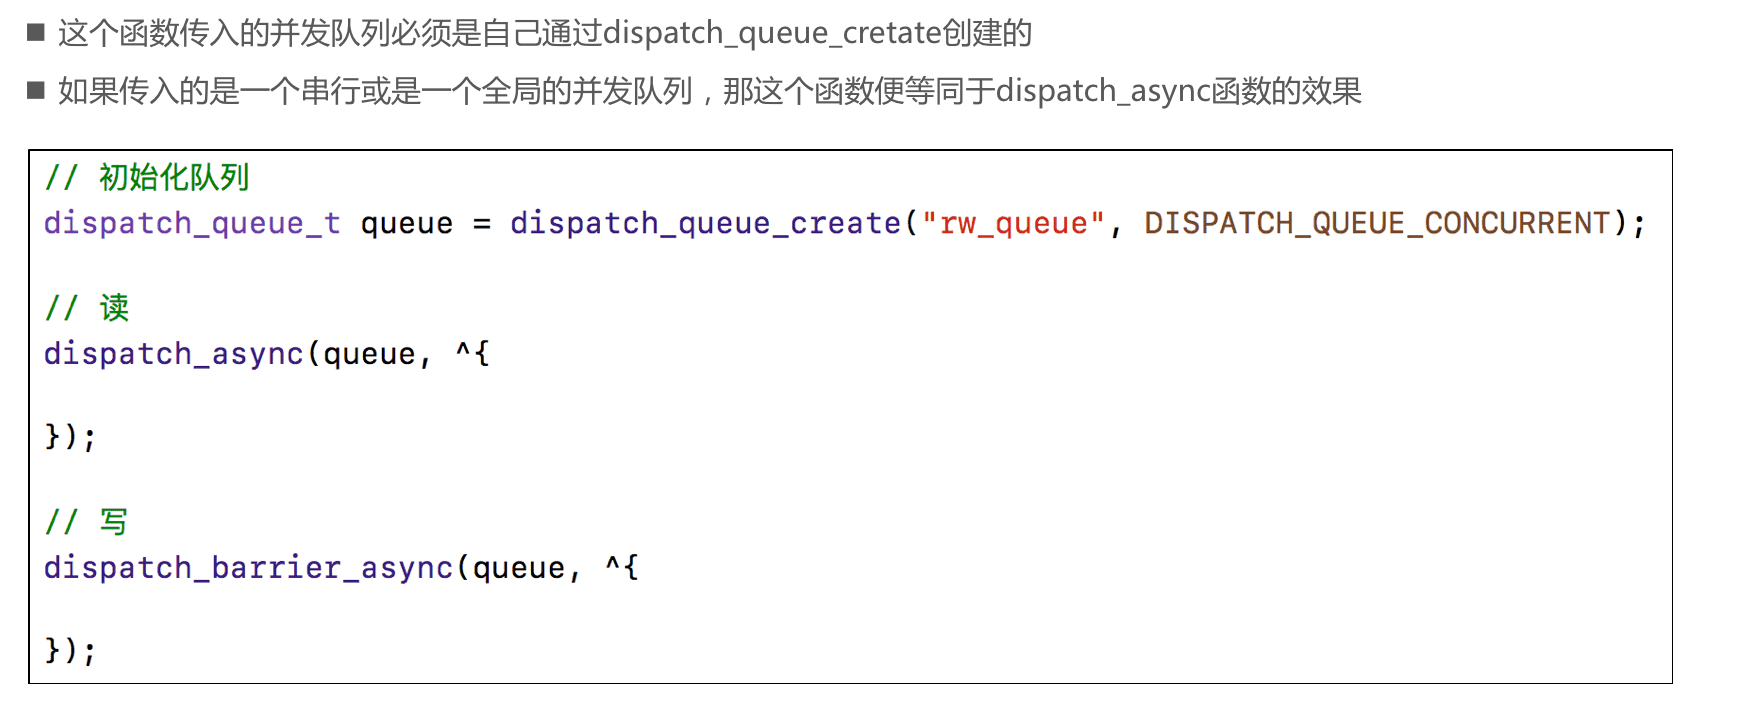 ■ 这个函数传入的并发队列必须是自己通过dispatch_queue_cretate创建的
■ 如果传入的是一个串行或是一个全局的并发队列，那这个函数便等同于dispatch_async函数的效果
// 初始化队列
dispatch_queue_t queue = dispatch_queue_create("rw_queue", DISPATCH_QUEUE_CONCURRENT);
// 读
dispatch_async(queue, ^{
});
// 写
dispatch_barrier_async(queue, ^{
});